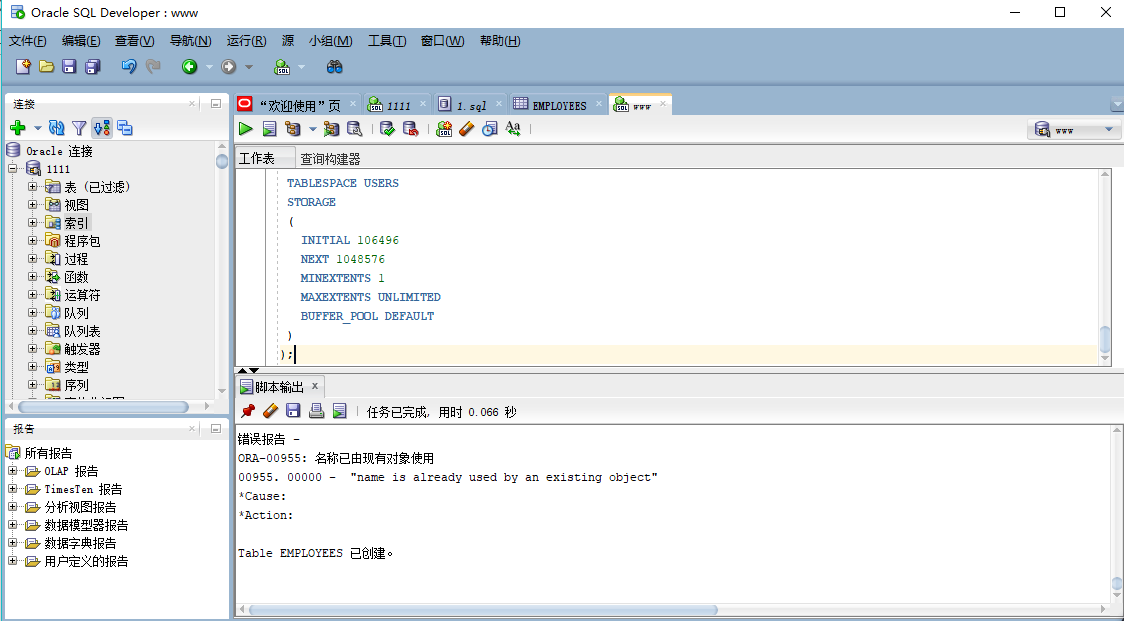 Oracle SQL Developer : www
文件(F) 编辑(E) 查看(V) 导航(N) 运行(R) 源 小组(M) 工具(T) 窗口(W) 帮助(H)
连接
Oracle 连接
1111
表 (已过滤)
视图
索引
程序包
过程
函数
运算符
队列
队列表
触发器
类型
序列
报告
所有报告
OLAP 报告
TimesTen 报告
分析视图报告
数据模型器报告
数据字典报告
用户定义的报告
“欢迎使用”页 1111 1.sql EMPLOYEES www
www
工作表 查询构建器
TABLESPACE USERS
STORAGE
(
INITIAL 106496
NEXT 1048576
MINEXTENTS 1
MAXEXTENTS UNLIMITED
BUFFER_POOL DEFAULT
)
);
脚本输出 x
任务已完成, 用时 0.066 秒
错误报告 -
ORA-00955: 名称已由现有对象使用
00955. 00000 - "name is already used by an existing object"
*Cause:
*Action:
Table EMPLOYEES 已创建。